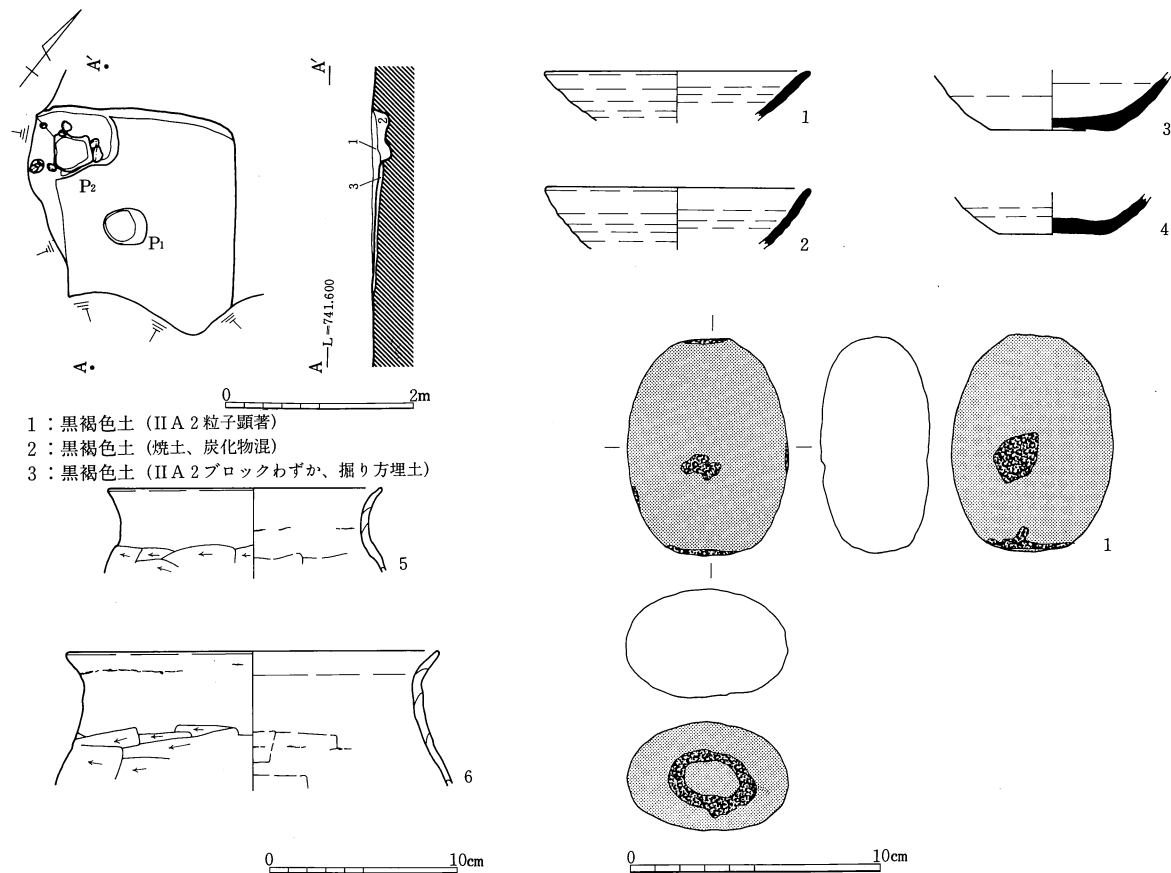 A′
A′
P₂
P₁
1
2
3
A
A
L=741.600
0 2m
1：黒褐色土（ⅡA2粒子顕著）
2：黒褐色土（焼土、炭化物混）
3：黒褐色土（ⅡA2ブロックわずか、掘り方埋土）
5
6
0 10cm
1
2
3
4
1
0 10cm